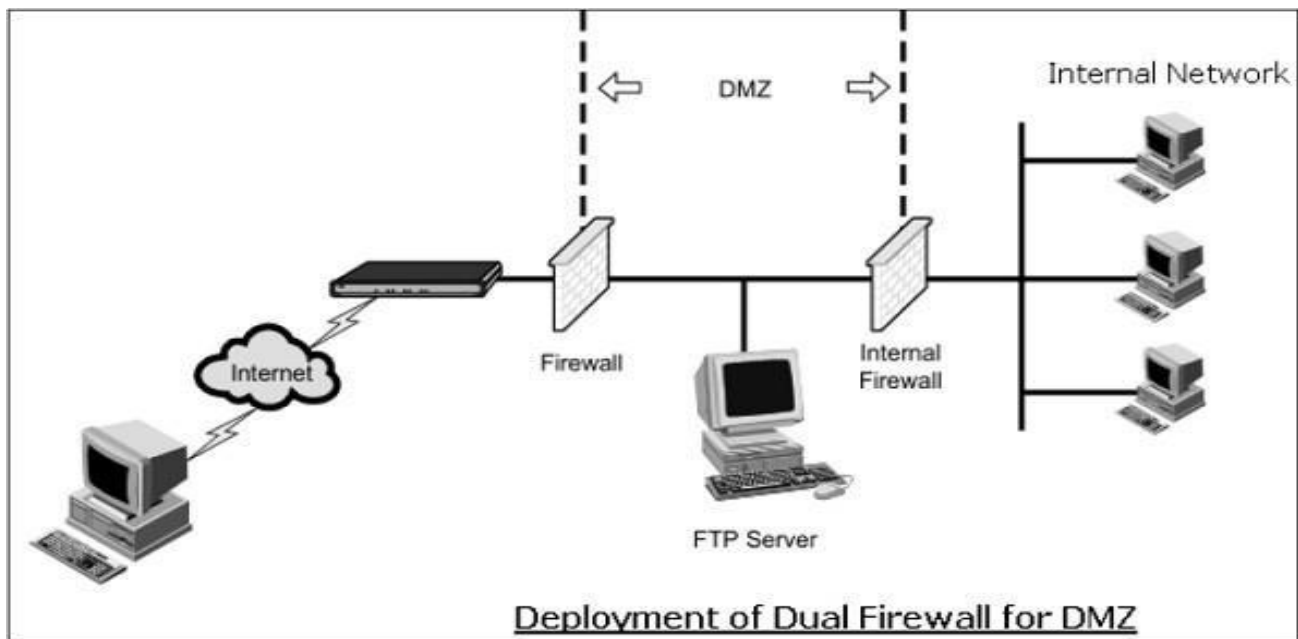 DMZ
Internal Network
Internet
Firewall
Internal
Firewall
FTP Server
Deployment of Dual Firewall for DMZ